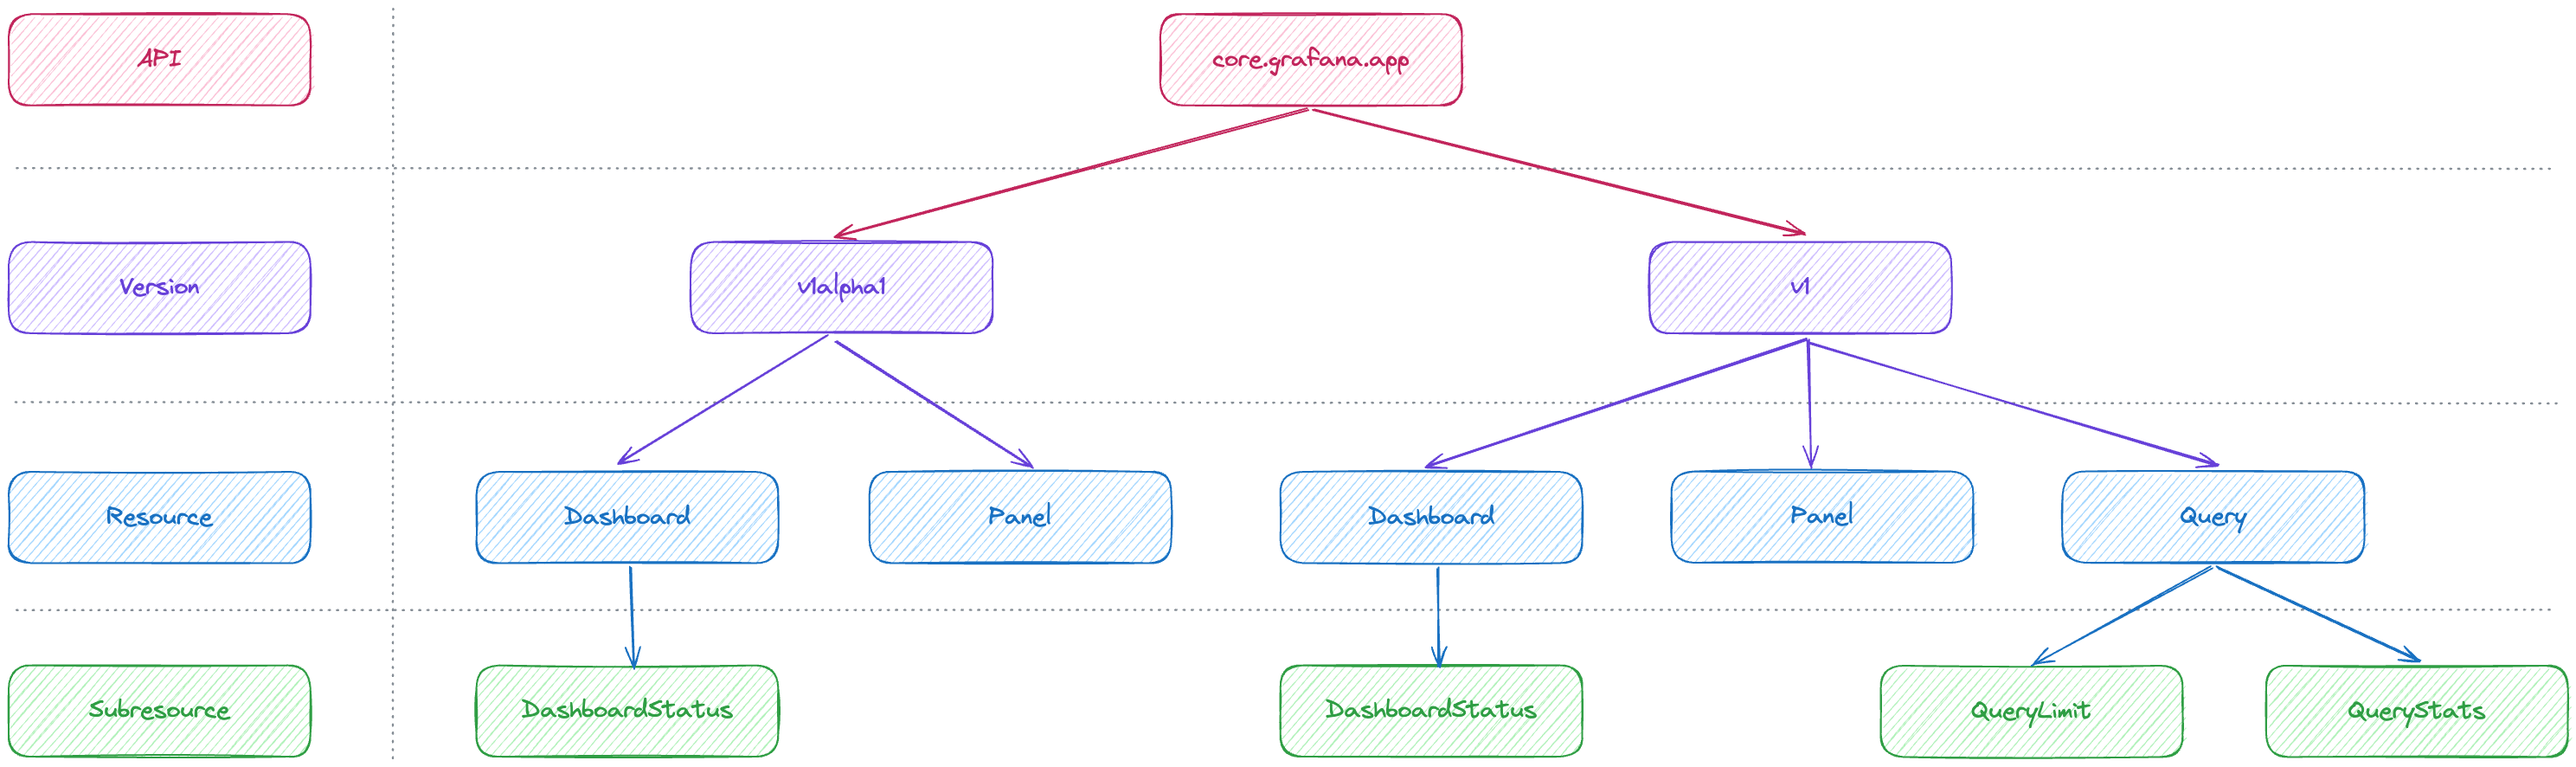 API
core.grafana.app
Version
v1alpha1
v1
Resource
Dashboard
Panel
Dashboard
Panel
Query
Subresource
DashboardStatus
DashboardStatus
QueryLimit
QueryStats